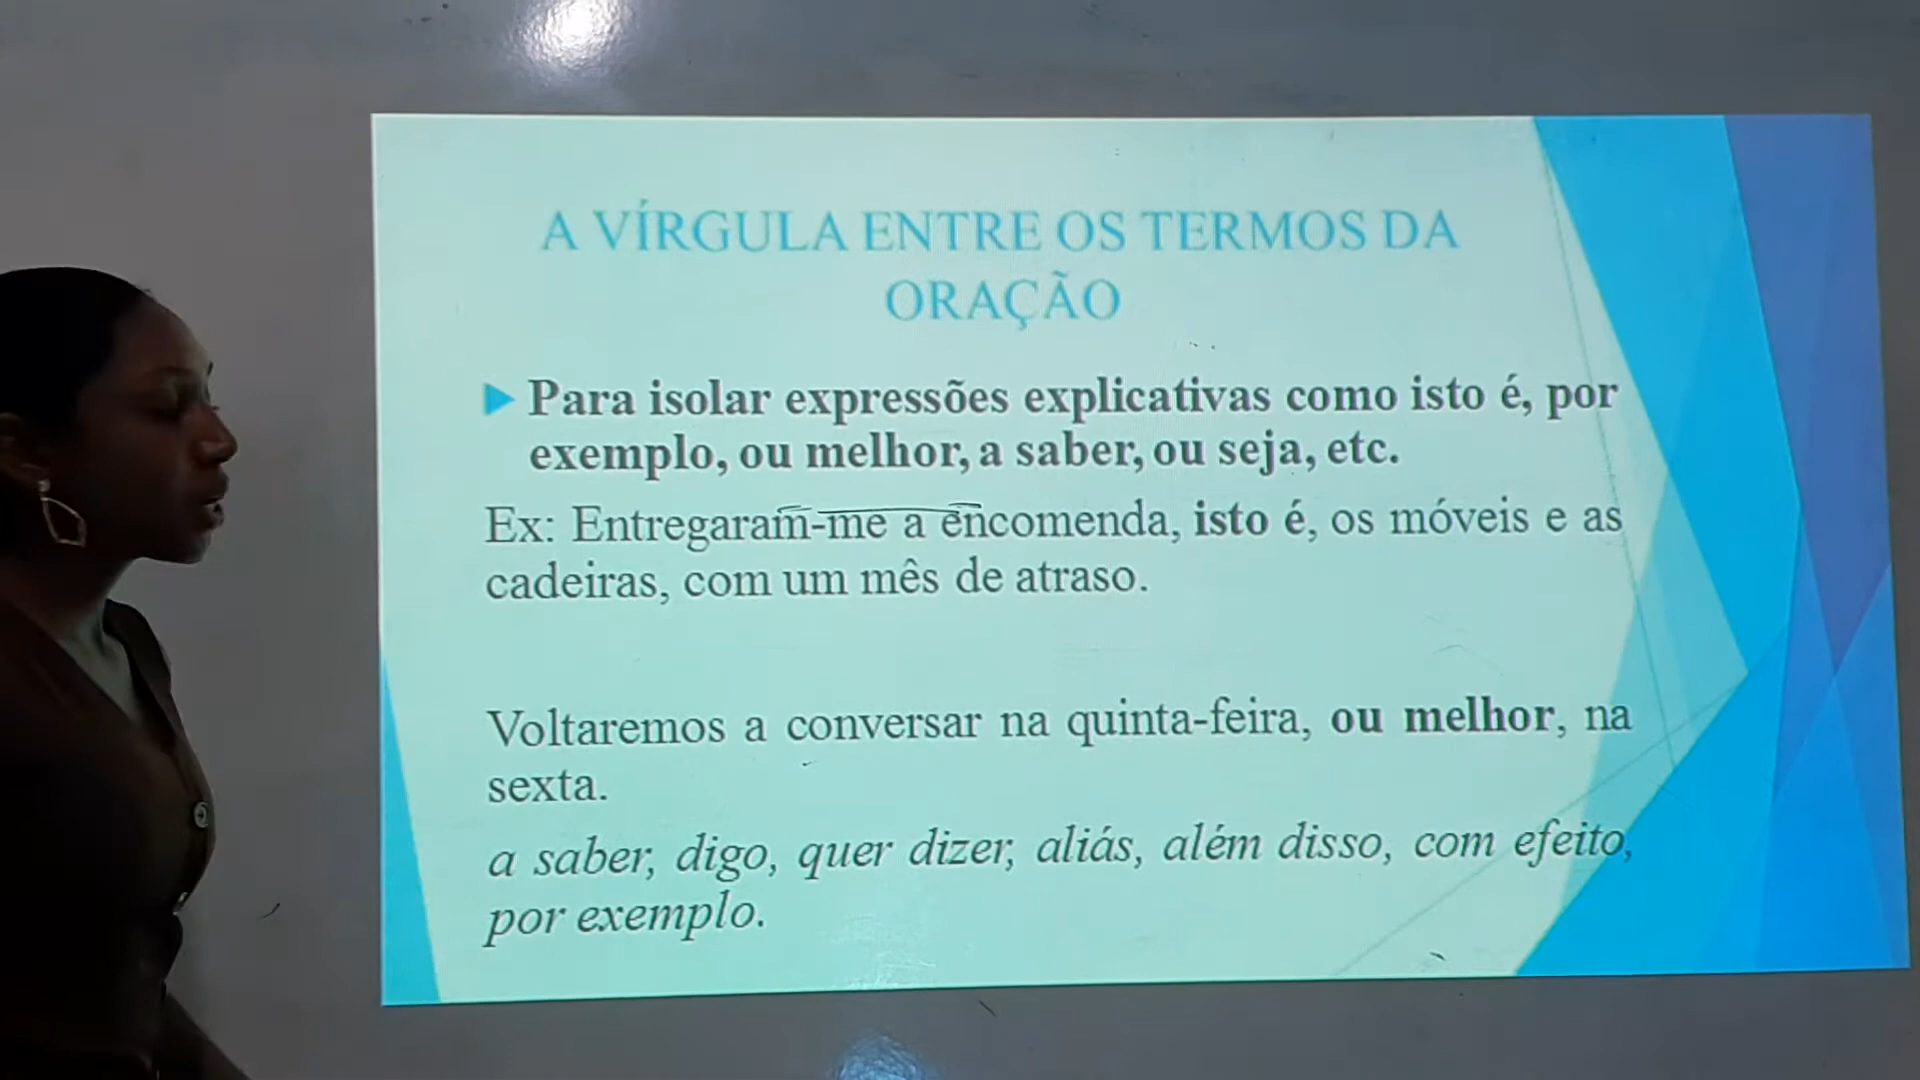 A VÍRGULA ENTRE OS TERMOS DA
ORAÇÃO
Para isolar expressões explicativas como isto é, por
exemplo, ou melhor, a saber, ou seja, etc.
Ex: Entregaram-me a encomenda, isto é, os móveis e as
cadeiras, com um mês de atraso.
Voltaremos a conversar na quinta-feira, ou melhor, na
sexta.
a saber, digo, quer dizer, aliás, além disso, com efeito,
por exemplo.